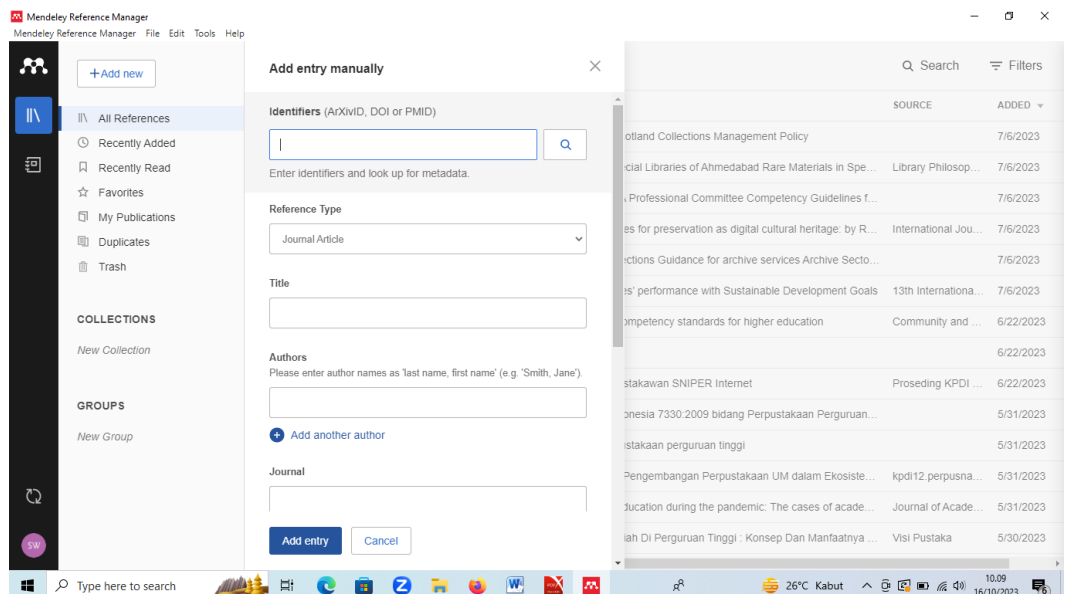 Mendeley Reference Manager
Mendeley Reference Manager File Edit Tools Help
+Add new
All References
Recently Added
Recently Read
Favorites
My Publications
Duplicates
Trash
COLLECTIONS
New Collection
GROUPS
New Group
SW
Add entry manually
Identifiers (ArXivID, DOI or PMID)
Enter identifiers and look up for metadata.
Reference Type
Journal Article
Title
Authors
Please enter author names as 'last name, first name' (e.g. 'Smith, Jane').
Add another author
Journal
Add entry Cancel
Search Filters
SOURCE ADDED
otland Collections Management Policy 7/6/2023
cial Libraries of Ahmedabad Rare Materials in Spe... Library Philosop... 7/6/2023
Professional Committee Competency Guidelines f... 7/6/2023
es for preservation as digital cultural heritage: by R... International Jou... 7/6/2023
ctions Guidance for archive services Archive Secto... 7/6/2023
es' performance with Sustainable Development Goals 13th Internationa... 7/6/2023
ompetency standards for higher education Community and ... 6/22/2023
6/22/2023
stakawan SNIPER Internet Proseding KPDI ... 6/22/2023
onesia 7330:2009 bidang Perpustakaan Perguruan... 5/31/2023
istakaan perguruan tinggi 5/31/2023
Pengembangan Perpustakaan UM dalam Ekosiste... kpdi12.perpusna... 5/31/2023
ducation during the pandemic: The cases of acade... Journal of Acade... 5/31/2023
iah Di Perguruan Tinggi : Konsep Dan Manfaatnya ... Visi Pustaka 5/30/2023
Type here to search
26°C Kabut
10.09
16/10/2023